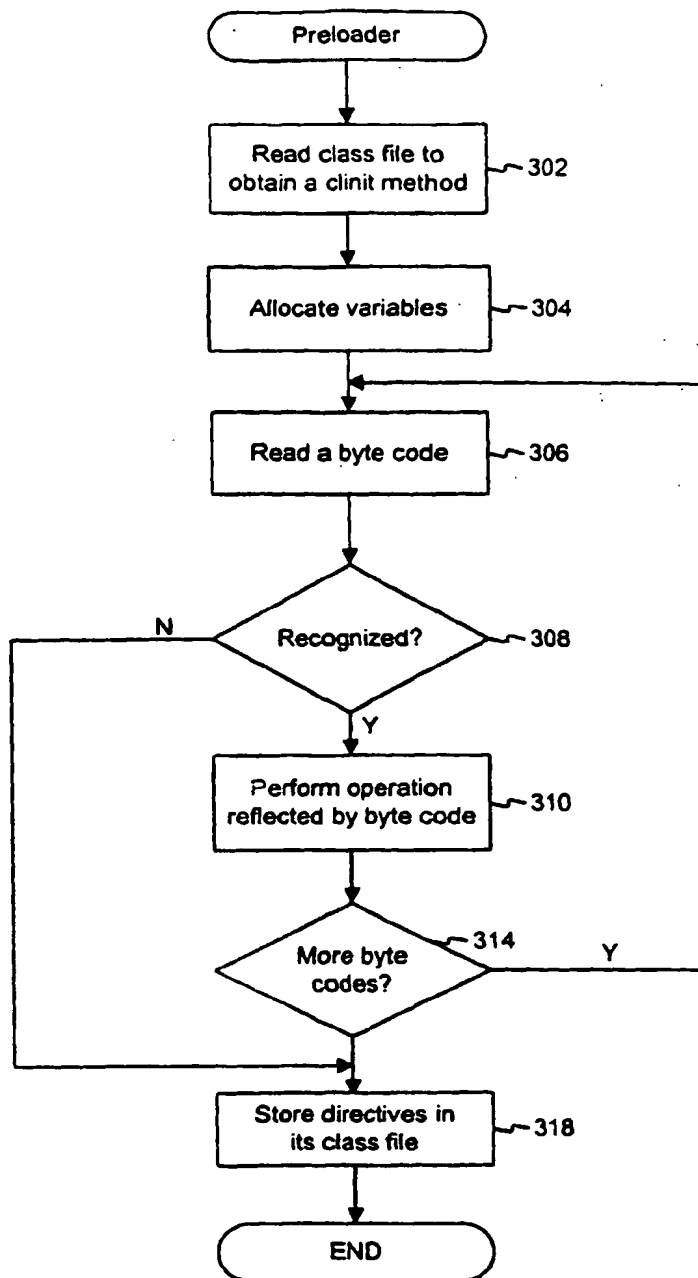 Preloader
Read class file to
obtain a clinit method
302
Allocate variables
304
Read a byte code
306
N
Recognized?
308
Y
Perform operation
reflected by byte code
310
314
More byte
codes?
Y
Store directives in
its class file
318
END